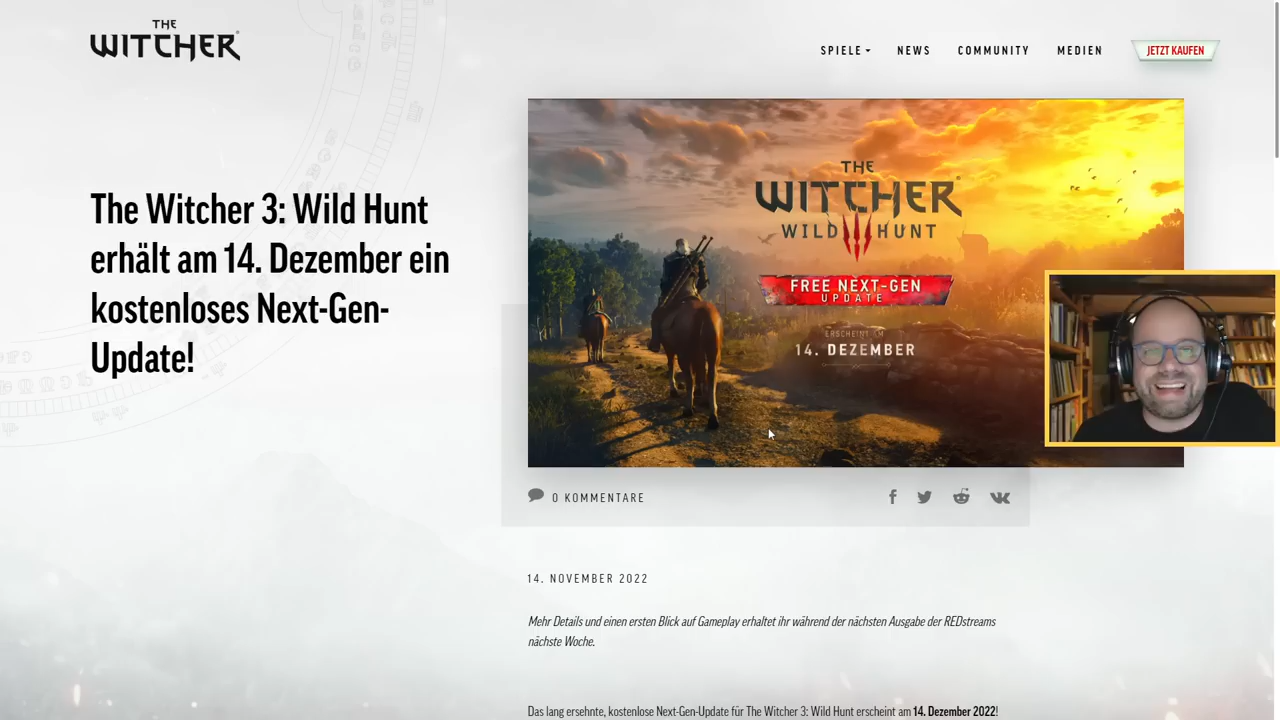 THE
WITCHER
SPIELE
NEWS
COMMUNITY
MEDIEN
JETZT KAUFEN
The Witcher 3: Wild Hunt
erhält am 14. Dezember ein
kostenloses Next-Gen-
Update!
THE
WITCHER
WILD HUNT
FREE NEXT-GEN
UPDATE
ERSCHEINT AM
14. DEZEMBER
0 KOMMENTARE
14. NOVEMBER 2022
Mehr Details und einen ersten Blick auf Gameplay erhaltet ihr während der nächsten Ausgabe der REDstreams
nächste Woche.
Das lang ersehnte, kostenlose Next-Gen-Update für The Witcher 3: Wild Hunt erscheint am 14. Dezember 2022!